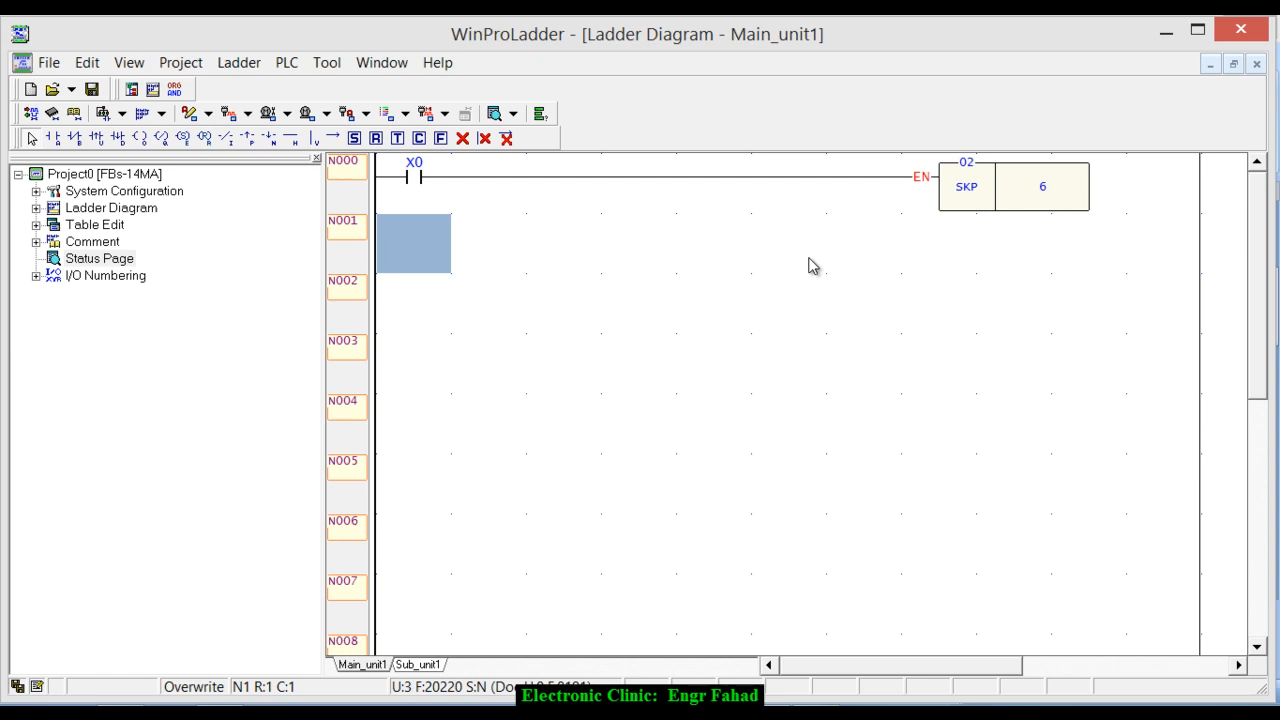 WinProLadder - [Ladder Diagram - Main_unit1]
File Edit View Project Ladder PLC Tool Window Help
ORG
AND
A B U D I H V S R T C F
Project0 [FBs-14MA]
System Configuration
Ladder Diagram
Table Edit
Comment
Status Page
I/O Numbering
N000 X0 EN 02 SKP 6
N001
N002
N003
N004
N005
N006
N007
N008
Main_unit1 Sub_unit1
Overwrite N1 R:1 C:1 U:3 F:20220 S:N
Electronic Clinic: Engr Fahad